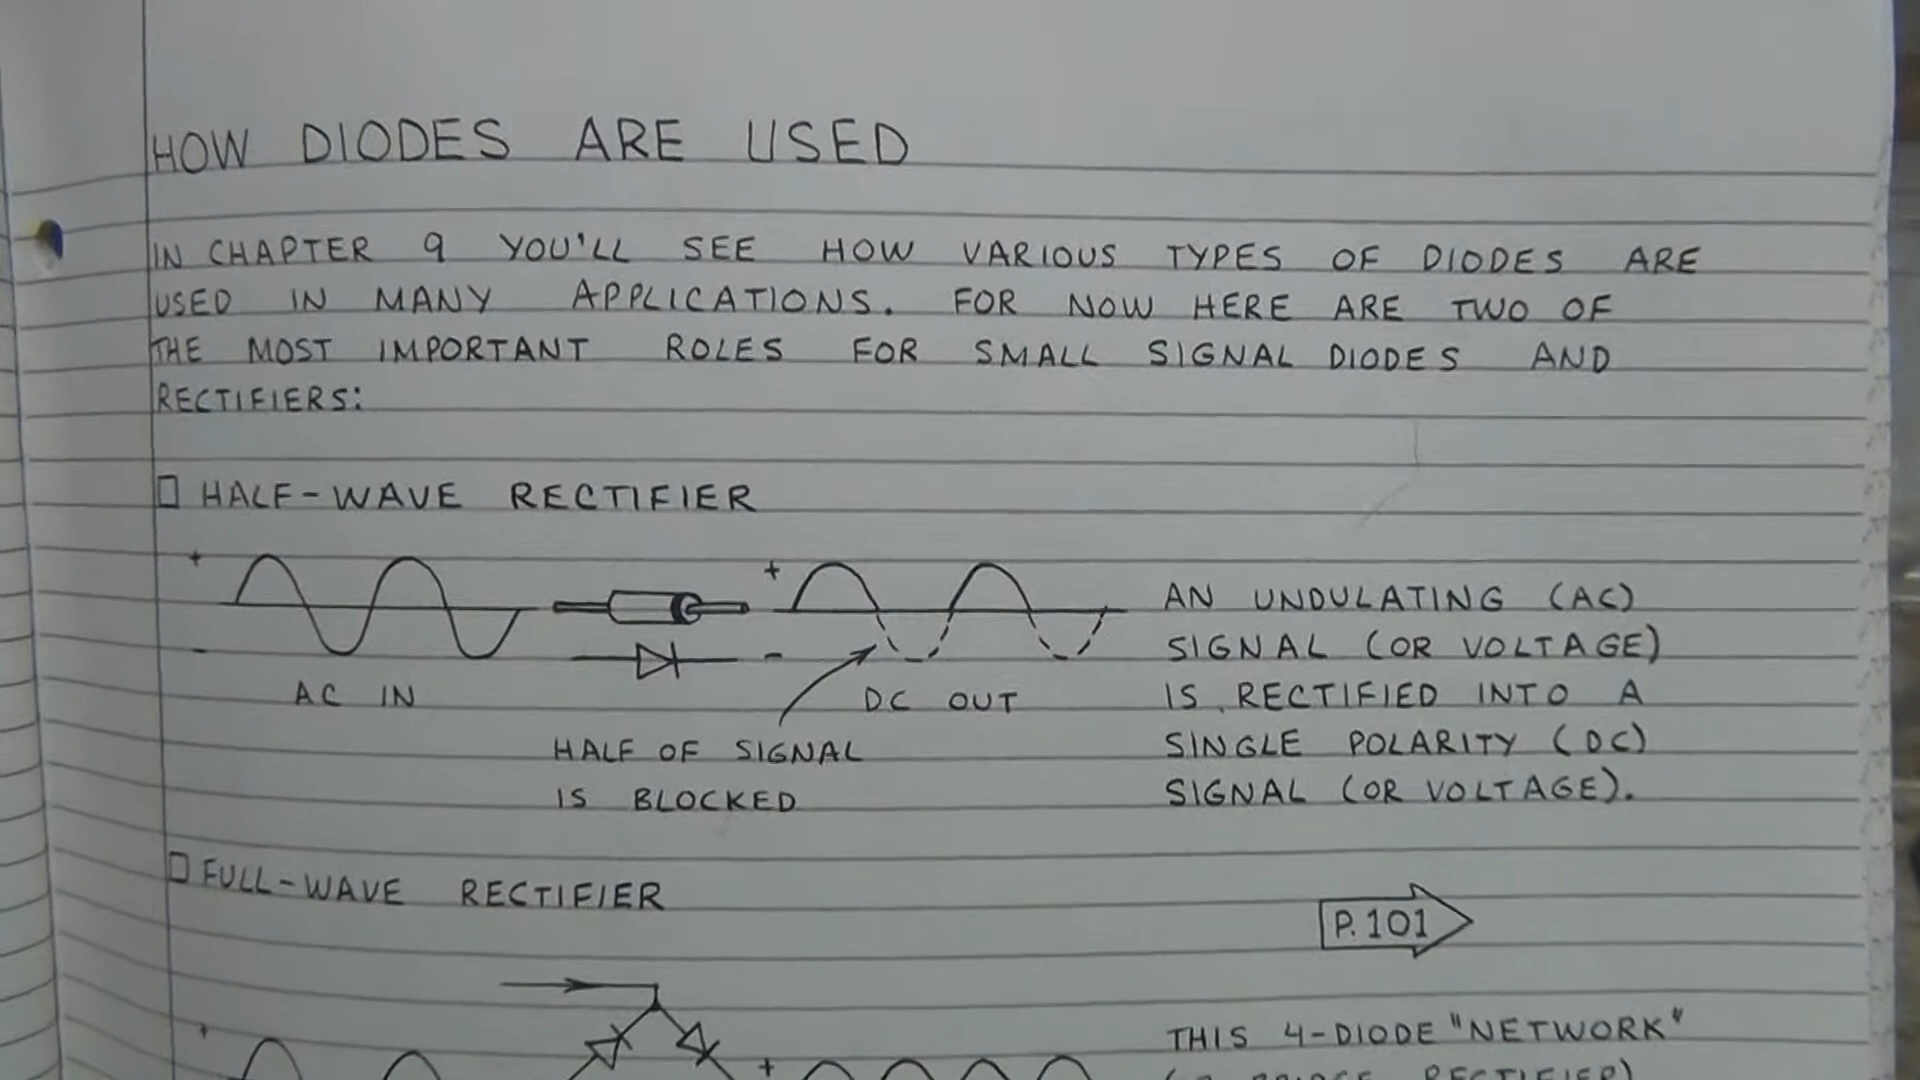 HOW DIODES ARE USED
IN CHAPTER 9 YOU'LL SEE HOW VARIOUS TYPES OF DIODES ARE
USED IN MANY APPLICATIONS. FOR NOW HERE ARE TWO OF
THE MOST IMPORTANT ROLES FOR SMALL SIGNAL DIODES AND
RECTIFIERS:
HALF-WAVE RECTIFIER
+
-
AC IN
+
-
DC OUT
HALF OF SIGNAL
IS BLOCKED
AN UNDULATING (AC)
SIGNAL (OR VOLTAGE)
IS RECTIFIED INTO A
SINGLE POLARITY (DC)
SIGNAL (OR VOLTAGE).
FULL-WAVE RECTIFIER
P. 101
+
+
THIS 4-DIODE "NETWORK"
RECTIFIER)